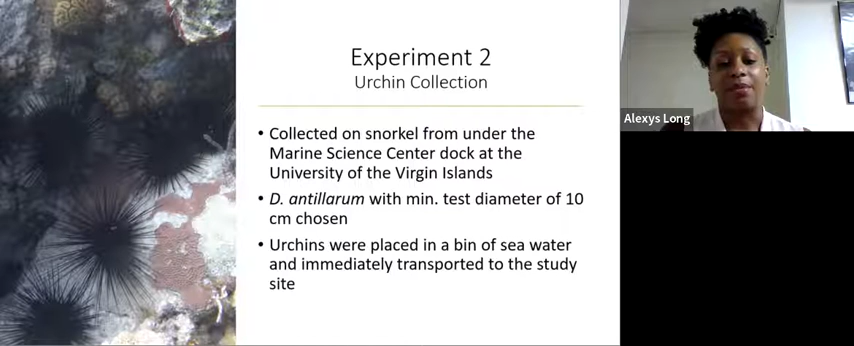 Experiment 2
Urchin Collection
• Collected on snorkel from under the
Marine Science Center dock at the
University of the Virgin Islands
• D. antillarum with min. test diameter of 10
cm chosen
• Urchins were placed in a bin of sea water
and immediately transported to the study
site
Alexys Long